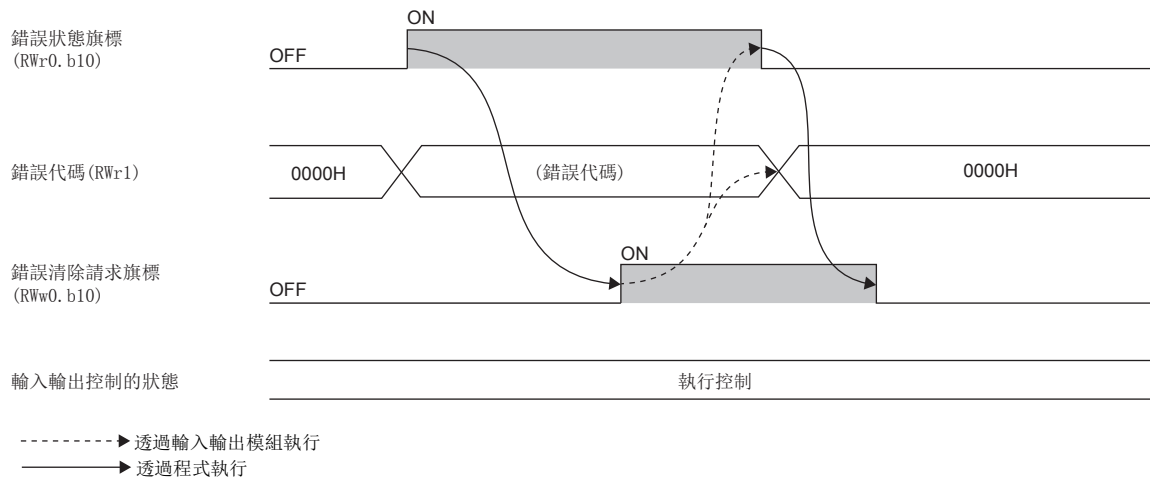 ON
錯誤狀態旗標
(RWr0.b10)
OFF
錯誤代碼(RWr1)
0000H
(錯誤代碼)
0000H
ON
錯誤清除請求旗標
(RWw0.b10)
OFF
輸入輸出控制的狀態
執行控制
透過輸入輸出模組執行
透過程式執行